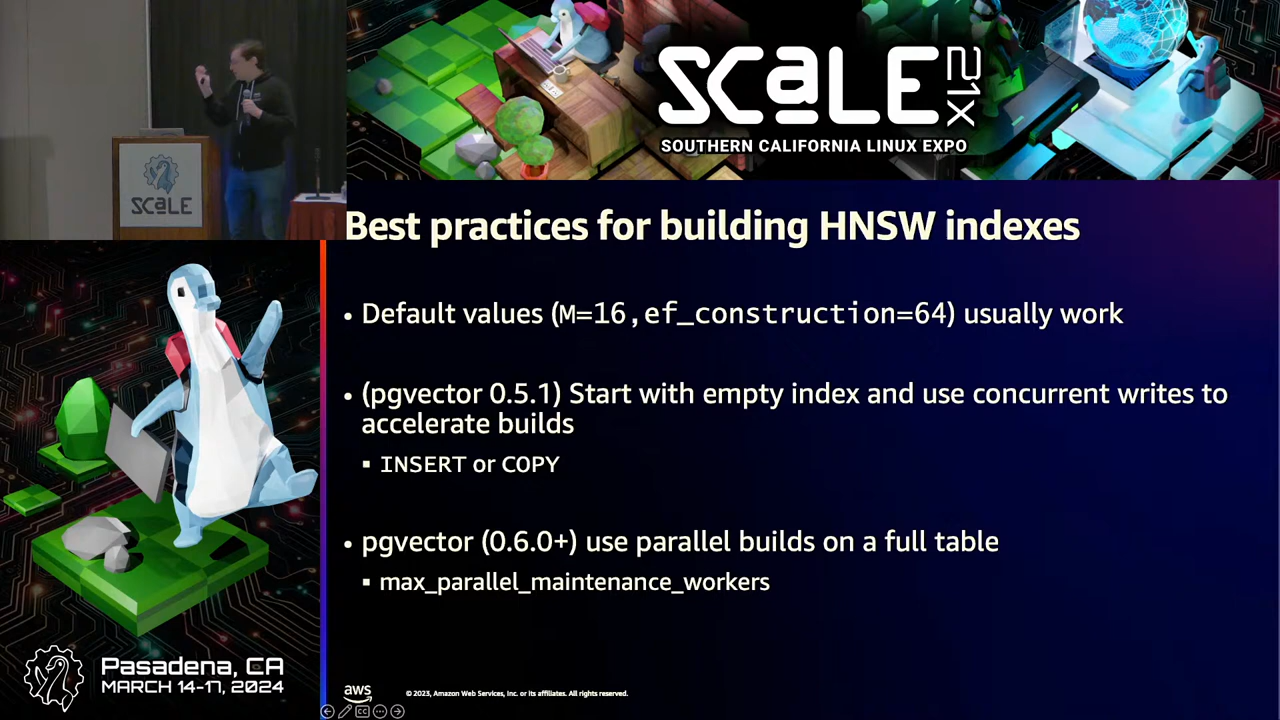 SCaLE
21x
SOUTHERN CALIFORNIA LINUX EXPO
SCaLE
Best practices for building HNSW indexes
• Default values (M=16,ef_construction=64) usually work
• (pgvector 0.5.1) Start with empty index and use concurrent writes to
accelerate builds
▪ INSERT or COPY
• pgvector (0.6.0+) use parallel builds on a full table
▪ max_parallel_maintenance_workers
Pasadena, CA
MARCH 14-17, 2024
aws
© 2023, Amazon Web Services, Inc. or its affiliates. All rights reserved.
CC